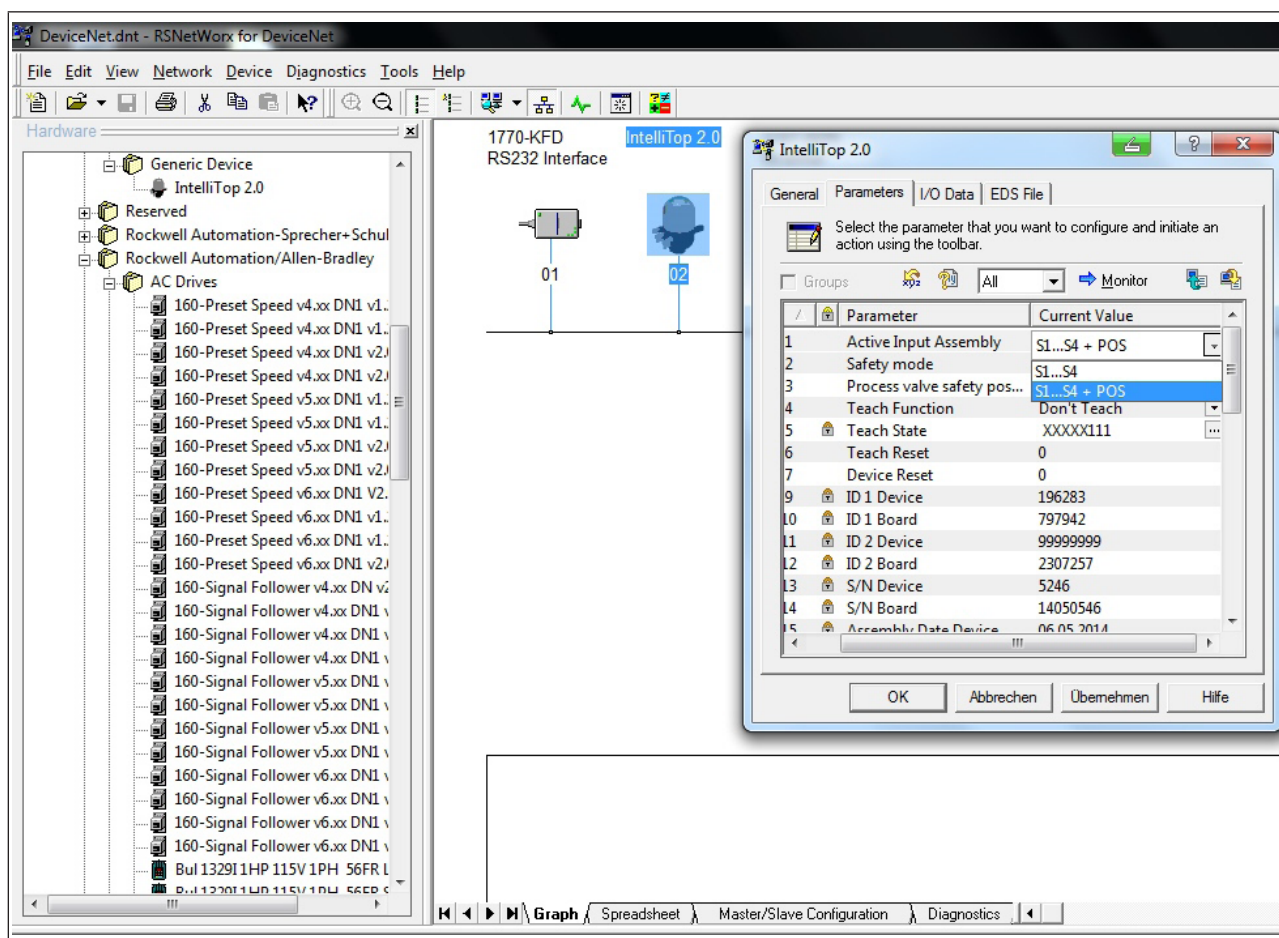 DeviceNet.dnt - RSNetWorx for DeviceNet
File Edit View Network Device Diagnostics Tools Help
Hardware
Generic Device
IntelliTop 2.0
Reserved
Rockwell Automation-Sprecher+Schul
Rockwell Automation/Allen-Bradley
AC Drives
160-Preset Speed v4.xx DN1 v1.
160-Preset Speed v4.xx DN1 v1.
160-Preset Speed v4.xx DN1 v2.
160-Preset Speed v4.xx DN1 v2.
160-Preset Speed v5.xx DN1 v1.
160-Preset Speed v5.xx DN1 v1.
160-Preset Speed v5.xx DN1 v2.
160-Preset Speed v5.xx DN1 v2.
160-Preset Speed v6.xx DN1 V2.
160-Preset Speed v6.xx DN1 v1.
160-Preset Speed v6.xx DN1 v1.
160-Preset Speed v6.xx DN1 v2.
160-Signal Follower v4.xx DN v2
160-Signal Follower v4.xx DN1 v
160-Signal Follower v4.xx DN1 v
160-Signal Follower v4.xx DN1 v
160-Signal Follower v5.xx DN1 v
160-Signal Follower v5.xx DN1 v
160-Signal Follower v5.xx DN1 v
160-Signal Follower v5.xx DN1 v
160-Signal Follower v6.xx DN1 v
160-Signal Follower v6.xx DN1 v
160-Signal Follower v6.xx DN1 v
160-Signal Follower v6.xx DN1 v
Bul 1329I 1HP 115V 1PH 56FR L
Bul 1329I 1HP 115V 1PH 56FR S
1770-KFD
RS232 Interface
IntelliTop 2.0
01
02
IntelliTop 2.0
General Parameters I/O Data EDS File
Select the parameter that you want to configure and initiate an
action using the toolbar.
Groups All Monitor
Parameter Current Value
1 Active Input Assembly S1...S4 + POS
2 Safety mode S1...S4
3 Process valve safety pos... S1...S4 + POS
4 Teach Function Don't Teach
5 Teach State XXXXX111
6 Teach Reset 0
7 Device Reset 0
9 ID 1 Device 196283
10 ID 1 Board 797942
11 ID 2 Device 99999999
12 ID 2 Board 2307257
13 S/N Device 5246
14 S/N Board 14050546
15 Assembly Date Device 06.05.2014
OK Abbrechen Übernehmen Hilfe
Graph Spreadsheet Master/Slave Configuration Diagnostics